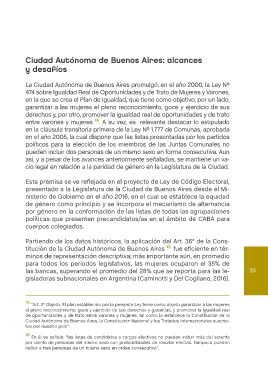 Ciudad Autónoma de Buenos Aires: alcances
y desafíos
La Ciudad Autónoma de Buenos Aires promulgó, en el año 2000, la Ley Nº
474 sobre Igualdad Real de Oportunidades y de Trato de Mujeres y Varones,
en la que se crea el Plan de Igualdad, que tiene como objetivo, por un lado,
garantizar a las mujeres el pleno reconocimiento, goce y ejercicio de sus
derechos y, por otro, promover la igualdad real de oportunidades y de trato
entre varones y mujeres. A su vez, es relevante destacar lo estipulado
en la cláusula transitoria primera de la Ley Nº 1.777 de Comunas, aprobada
en el año 2005, la cual dispone que las listas presentadas por los partidos
políticos para la elección de los miembros de las Juntas Comunales no
pueden incluir dos personas de un mismo sexo en forma consecutiva. Aun
así, y a pesar de los avances anteriormente señalados, se mantiene un va-
cío legal en relación a la paridad de género en la Legislatura de la Ciudad.
Esta premisa se ve reflejada en el proyecto de Ley de Código Electoral,
presentado a la Legislatura de la Ciudad de Buenos Aires desde el Mi-
nisterio de Gobierno en el año 2016, en el cual se establece la equidad
de género como principio y se incorpora el mecanismo de alternancia
por género en la conformación de las listas de todas las agrupaciones
políticas que presenten precandidatos/as en el ámbito de CABA para
cuerpos colegiados.
Partiendo de los datos históricos, la aplicación del Art. 36º de la Cons-
titución de la Ciudad Autónoma de Buenos Aires fue eficiente en tér-
minos de representación descriptiva; más importante aún, en promedio
para todos los períodos legislativos, las mujeres ocuparon el 35% de
las bancas, superando el promedio del 28% que se reporta para las le-
gisladoras subnacionales en Argentina (Caminotti y Del Cogliano, 2016).
33
"Art. 2º Objeto. El plan establecido por la presente Ley tiene como objeto garantizar a las mujeres
el pleno reconocimiento, goce y ejercicio de sus derechos y garantías, y promover la igualdad real
de oportunidades y de trato entre varones y mujeres, tal como lo establece la Constitución de la
Ciudad Autónoma de Buenos Aires, la Constitución Nacional y los Tratados Internacionales suscrip-
tos por nuestro país".
En él se señala: "las listas de candidatos a cargos electivos no pueden incluir más del setenta
por ciento de personas del mismo sexo con probabilidades de resultar electas. Tampoco pueden
incluir a tres personas de un mismo sexo en orden consecutivo".